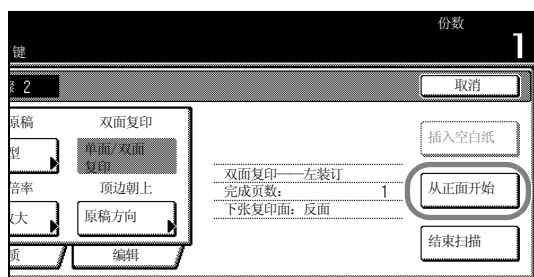 份数
键
1
2
取消
原稿
双面复印
型
单面/双面
复印
插入空白纸
双面复印——左装订
完成页数: 1
下张复印面: 反面
从正面开始
倍率
顶边朝上
大
原稿方向
结束扫描
编辑